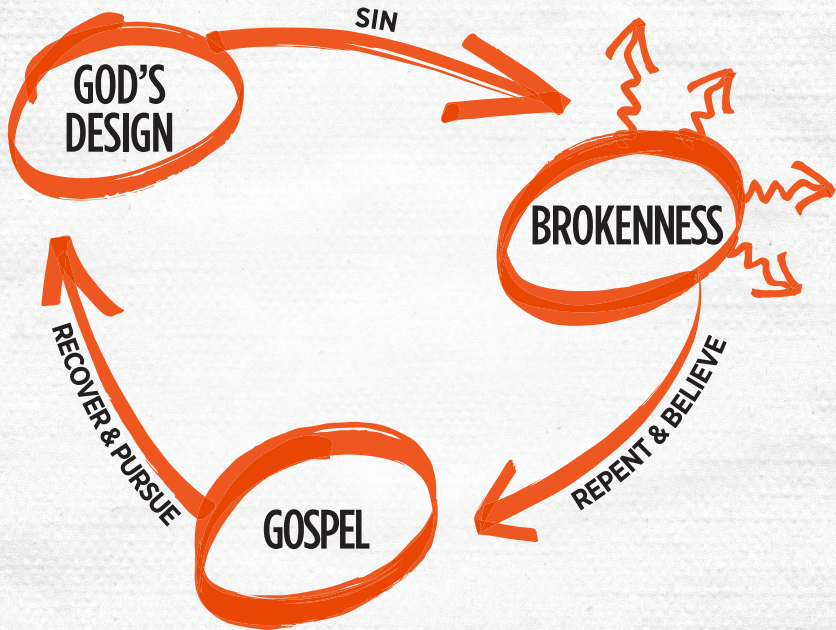 SIN
GOD'S
DESIGN
BROKENNESS
REPENT & BELIEVE
GOSPEL
RECOVER & PURSUE